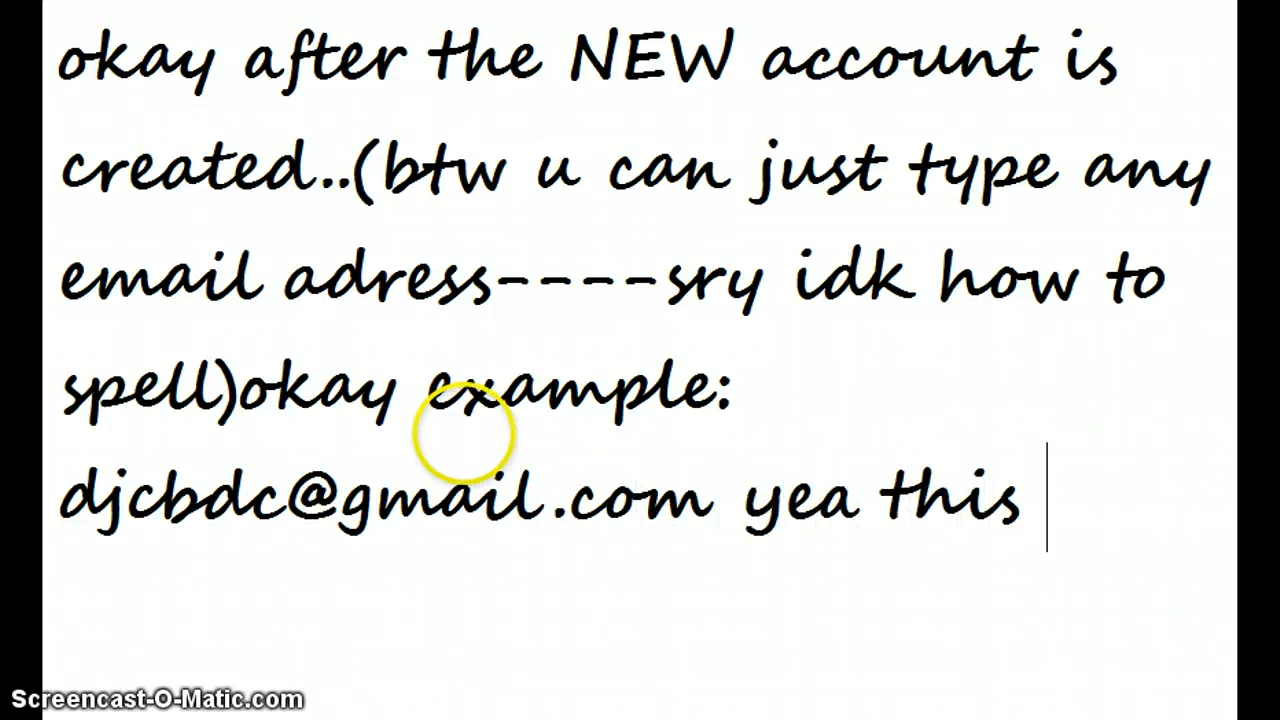 okay after the NEW account is
created..(btw u can just type any
email adress----sry idk how to
spell)okay example:
djcbdc@gmail.com yea this
Screencast-O-Matic.com